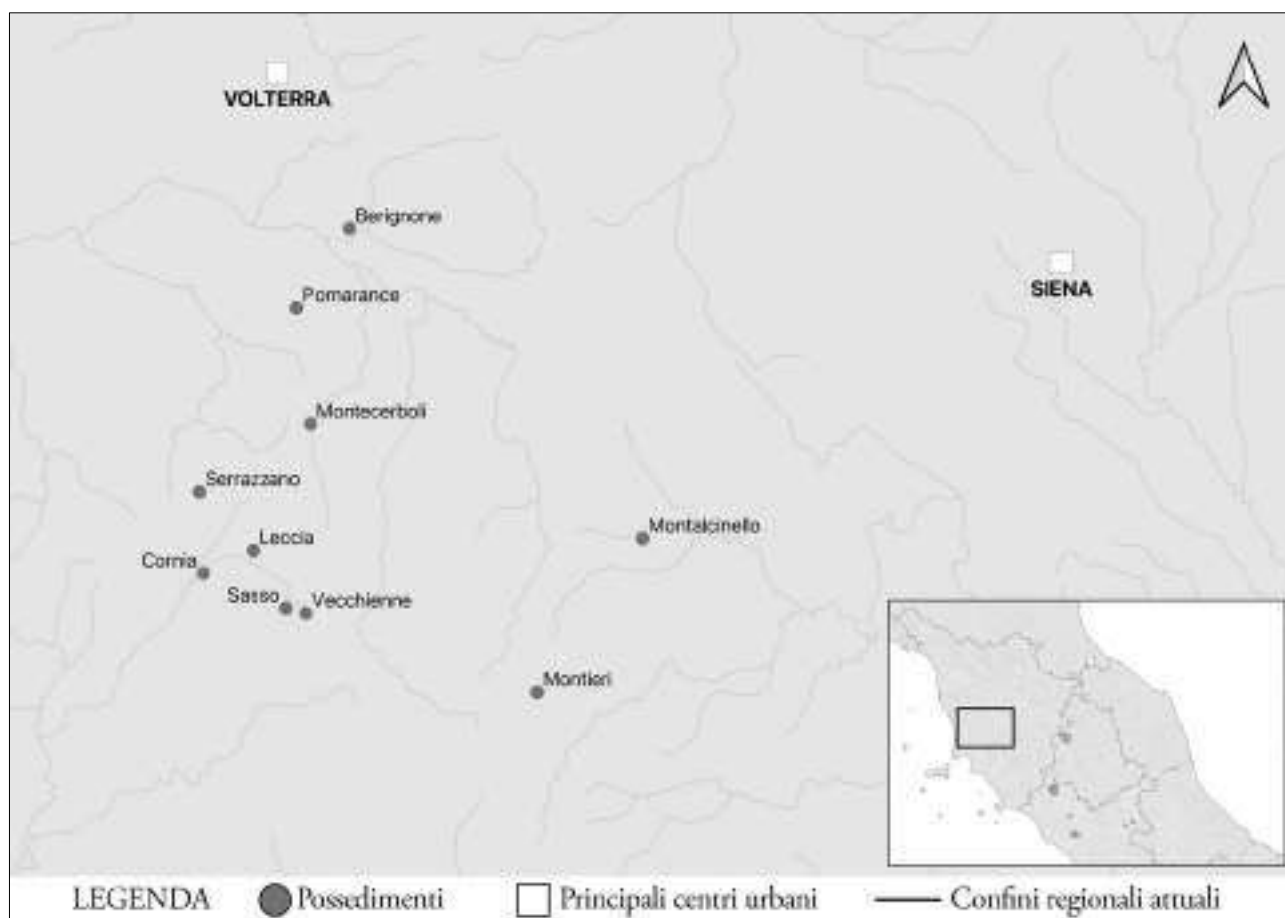 VOLTERRA
Berignone
SIENA
Pomarance
Montecerboli
Serrazzano
Montalcinello
Leccia
Cornia
Sasso
Vecchienne
Montieri
LEGENDA Possedimenti Principali centri urbani Confini regionali attuali